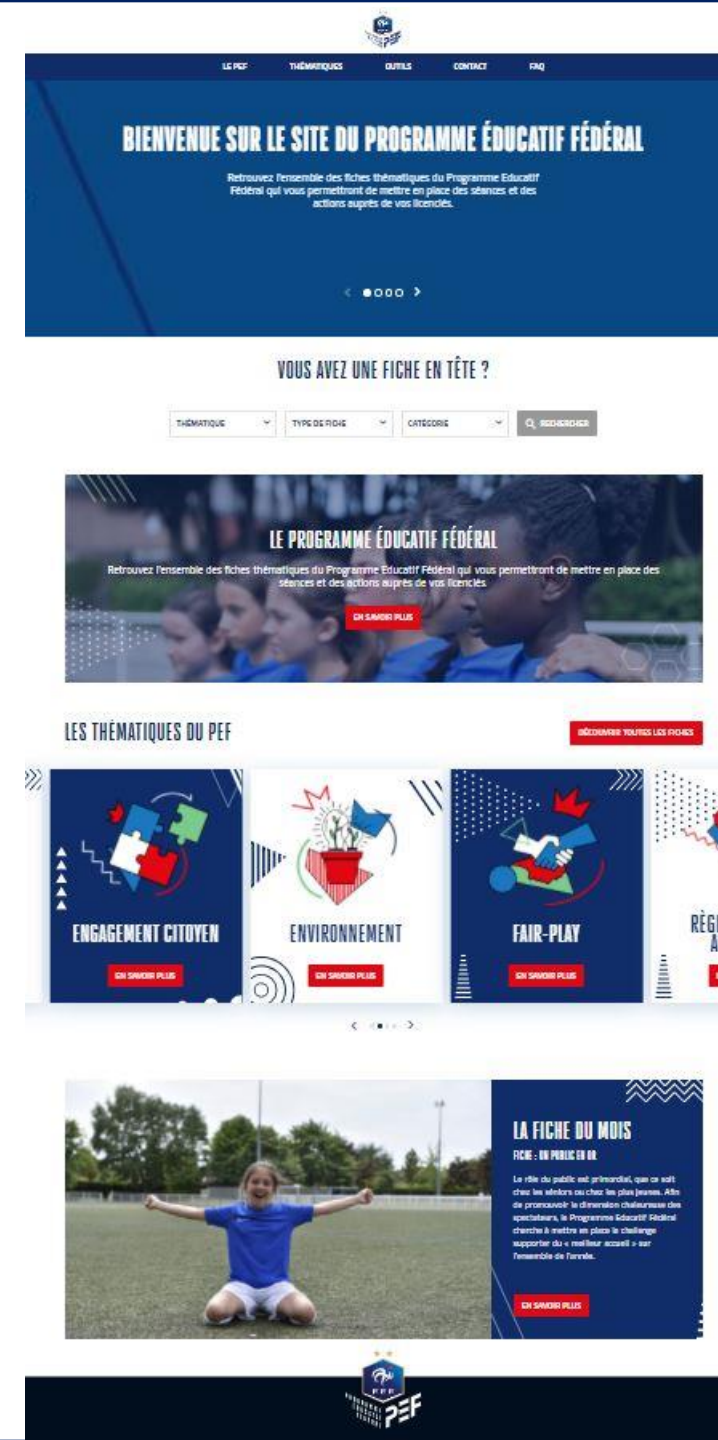 LE PEF
THÉMATIQUES
OUTILS
CONTACT
FAQ
BIENVENUE SUR LE SITE DU PROGRAMME ÉDUCATIF FÉDÉRAL
Retrouvez l'ensemble des fiches thématiques du Programme Educatif
Fédéral qui vous permettront de mettre en place des séances et des
actions auprès de vos licenciés.
VOUS AVEZ UNE FICHE EN TÊTE ?
THÉMATIQUE
TYPE DE FICHE
CATÉGORIE
RECHERCHER
LE PROGRAMME ÉDUCATIF FÉDÉRAL
Retrouvez l'ensemble des fiches thématiques du Programme Educatif Fédéral qui vous permettront de mettre en place des
séances et des actions auprès de vos licenciés
EN SAVOIR PLUS
LES THÉMATIQUES DU PEF
DÉCOUVRIR TOUTES LES FICHES
ENGAGEMENT CITOYEN
EN SAVOIR PLUS
ENVIRONNEMENT
EN SAVOIR PLUS
FAIR-PLAY
EN SAVOIR PLUS
LA FICHE DU MOIS
FICHE : UN PUBLIC EN OR
Le rôle du public est primordial, que ce soit
chez les séniors ou chez les plus jeunes. Afin
de promouvoir la dimension chaleureuse des
spectateurs, le Programme Educatif Fédéral
cherche à mettre en place le challenge
supporter du « meilleur accueil » sur
l'ensemble de l'année.
EN SAVOIR PLUS
FFF
PROGRAMME
ÉDUCATIF
FÉDÉRAL
PEF